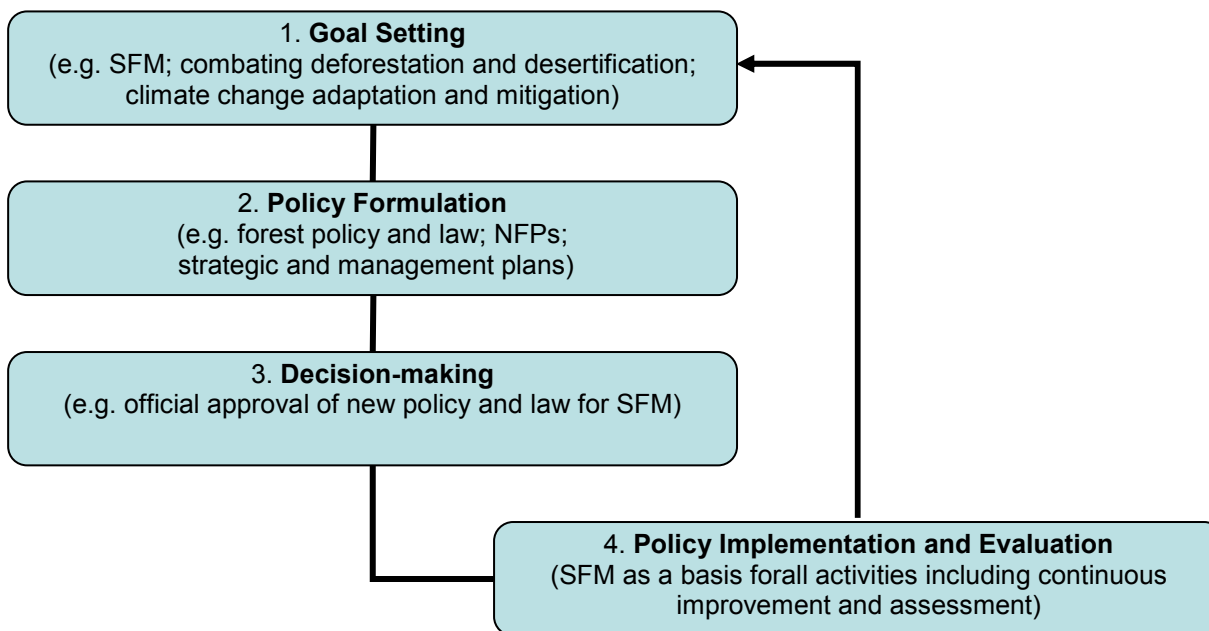 1. Goal Setting
(e.g. SFM; combating deforestation and desertification;
climate change adaptation and mitigation)
2. Policy Formulation
(e.g. forest policy and law; NFPs;
strategic and management plans)
3. Decision-making
(e.g. official approval of new policy and law for SFM)
4. Policy Implementation and Evaluation
(SFM as a basis forall activities including continuous
improvement and assessment)